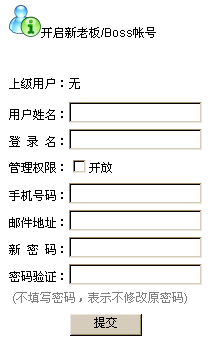 开启新老板/Boss帐号
上级用户：无
用户姓名：
登 录 名：
管理权限： 开放
手机号码：
邮件地址：
新 密 码：
密码验证：
(不填写密码，表示不修改原密码)
提交